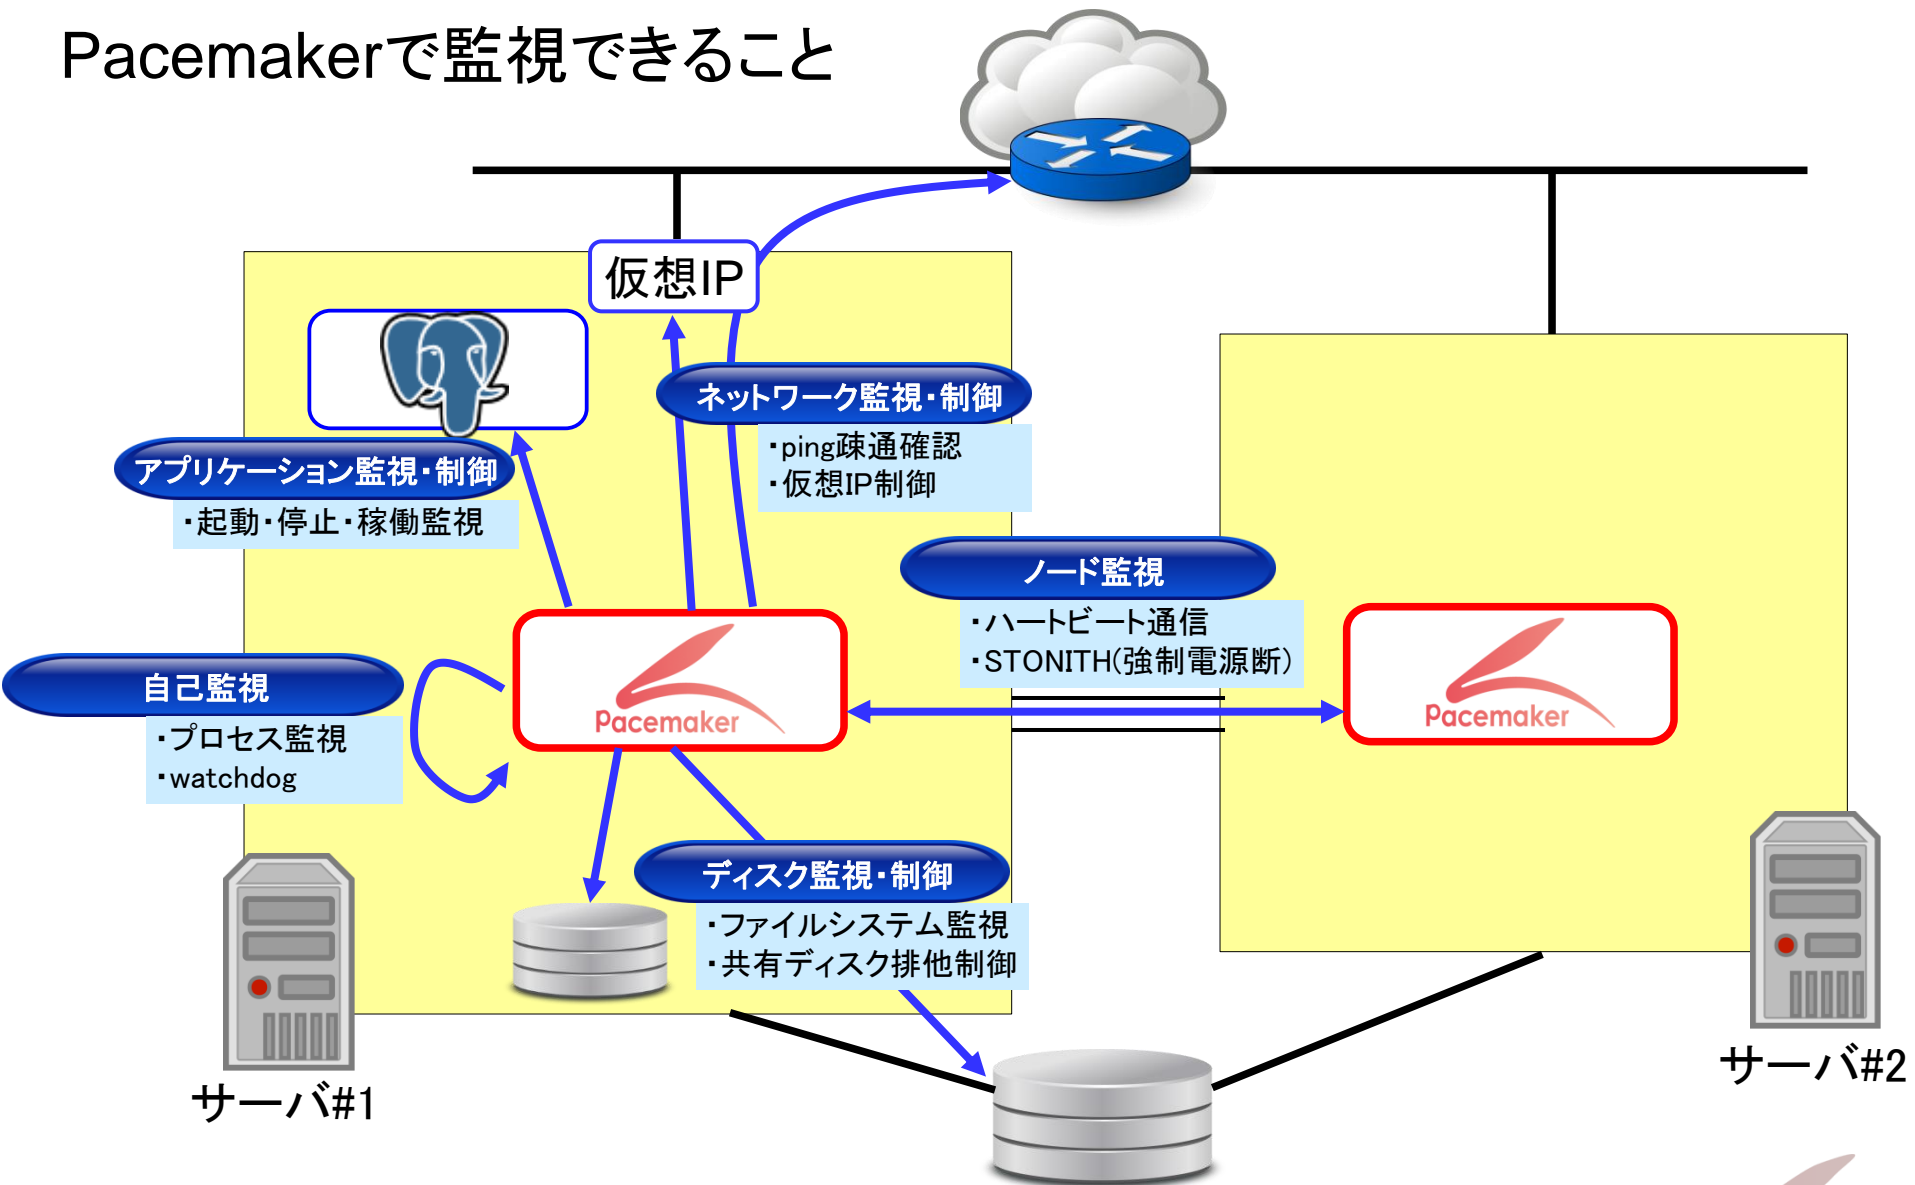 Pacemakerで監視できること
仮想IP
ネットワーク監視・制御
・ping疎通確認
・仮想IP制御
アプリケーション監視・制御
・起動・停止・稼働監視
ノード監視
・ハートビート通信
・STONITH(強制電源断)
自己監視
・プロセス監視
・watchdog
Pacemaker
Pacemaker
ディスク監視・制御
・ファイルシステム監視
・共有ディスク排他制御
サーバ#1
サーバ#2